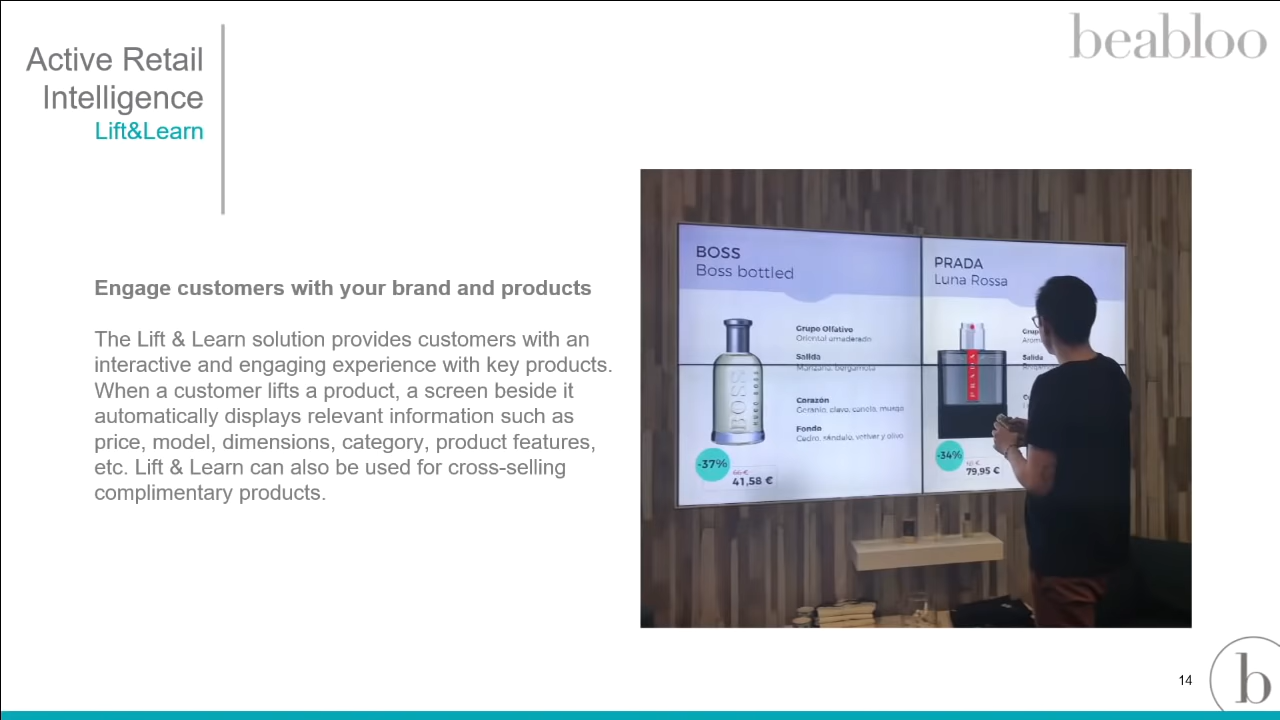 Active Retail
Intelligence
Lift&Learn
beabloo
Engage customers with your brand and products
The Lift & Learn solution provides customers with an
interactive and engaging experience with key products.
When a customer lifts a product, a screen beside it
automatically displays relevant information such as
price, model, dimensions, category, product features,
etc. Lift & Learn can also be used for cross-selling
complimentary products.
BOSS
Boss bottled
Grupo Olfativo
Oriental amaderado
Salida
Manzana, bergamota
Corazón
Geranio, clavo, canela, musgo
Fondo
Cedro, sándalo, vetiver y olivo
BOSS
HUGO BOSS
-37%
41,58 €
PRADA
Luna Rossa
Salida
PRADA
-34%
79,95 €
14
b